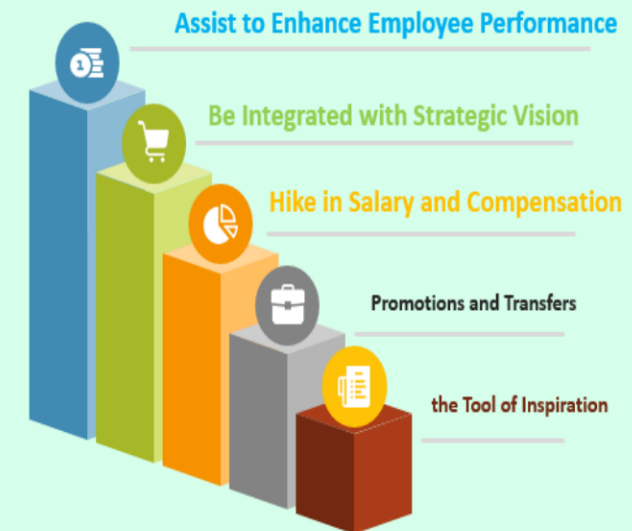 Assist to Enhance Employee Performance
Be Integrated with Strategic Vision
Hike in Salary and Compensation
Promotions and Transfers
the Tool of Inspiration
1